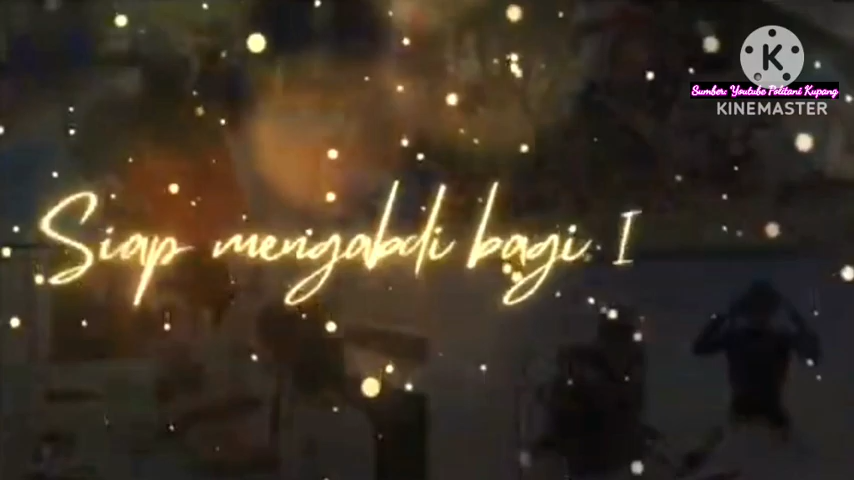 K
Sumber: Youtube Politani Kupang
KINEMASTER
Siap mengabdi bagi I